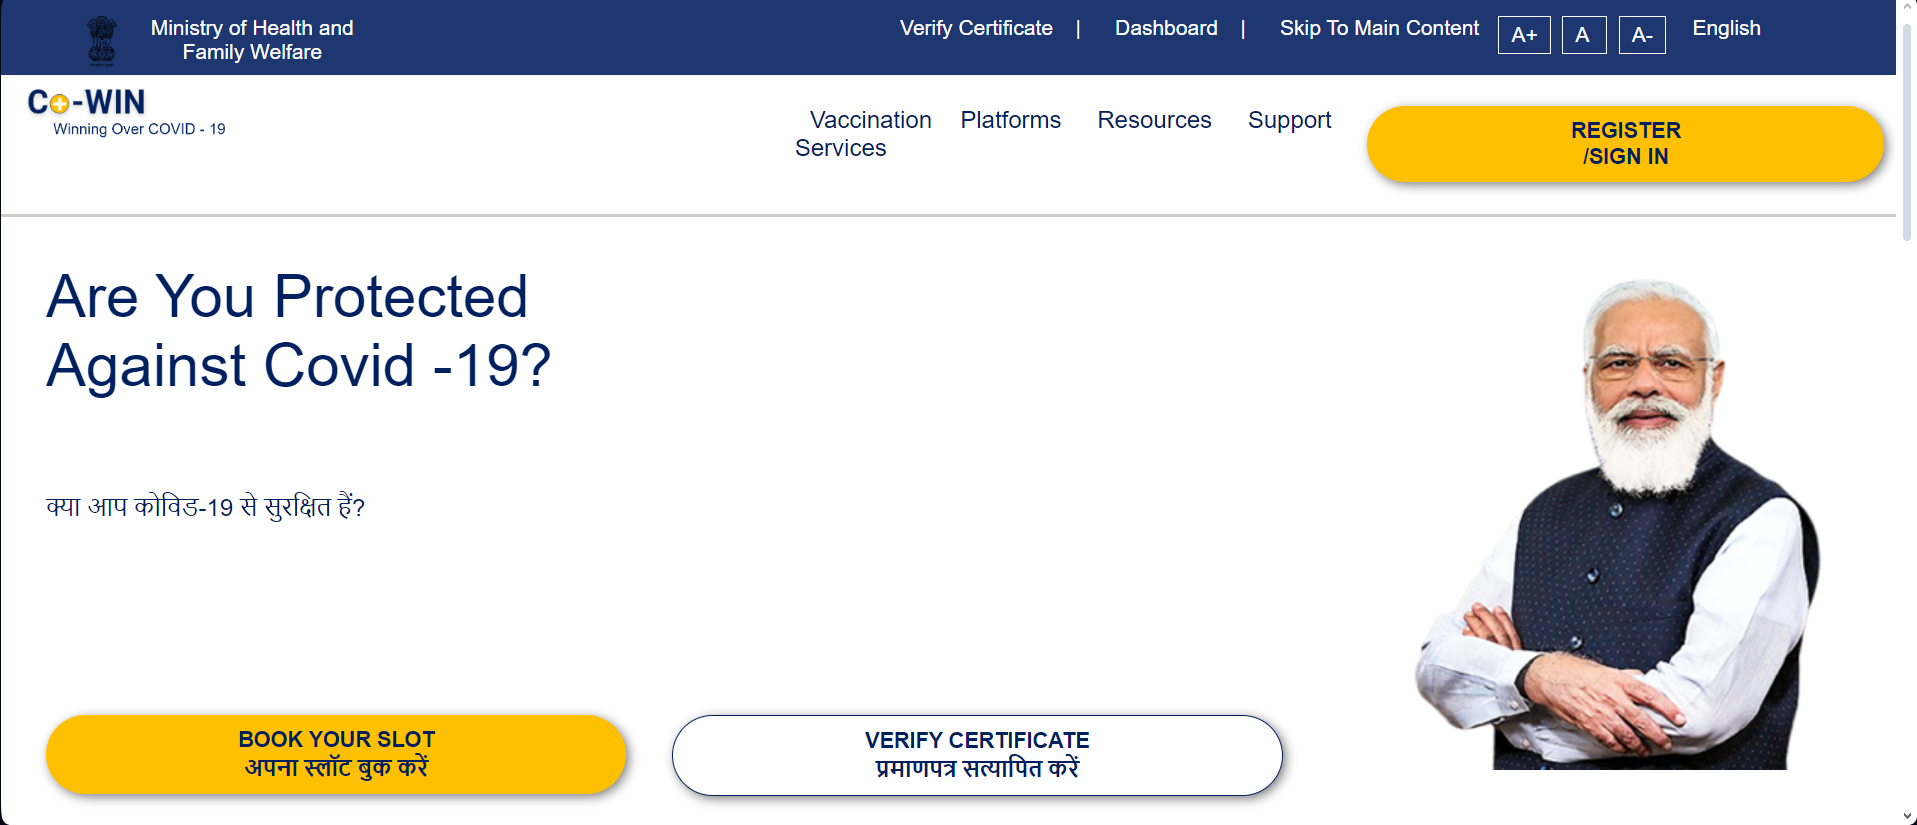 Ministry of Health and
Family Welfare
Verify Certificate | Dashboard | Skip To Main Content A+ A A- English
CO-WIN
Winning Over COVID - 19
Vaccination
Services
Platforms
Resources
Support
REGISTER
/SIGN IN
Are You Protected
Against Covid -19?
क्या आप कोविड-19 से सुरक्षित हैं?
BOOK YOUR SLOT
अपना स्लॉट बुक करें
VERIFY CERTIFICATE
प्रमाणपत्र सत्यापित करें